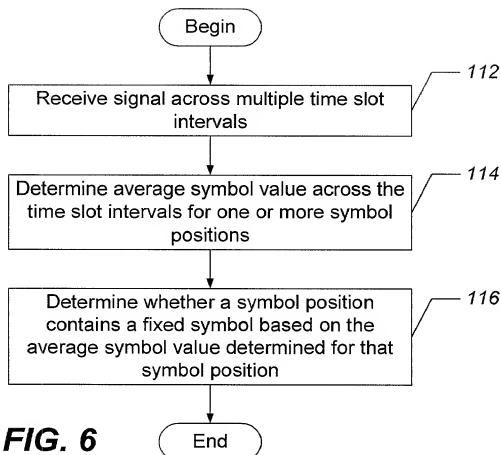 Begin
112
Receive signal across multiple time slot
intervals
114
Determine average symbol value across the
time slot intervals for one or more symbol
positions
116
Determine whether a symbol position
contains a fixed symbol based on the
average symbol value determined for that
symbol position
FIG. 6
End